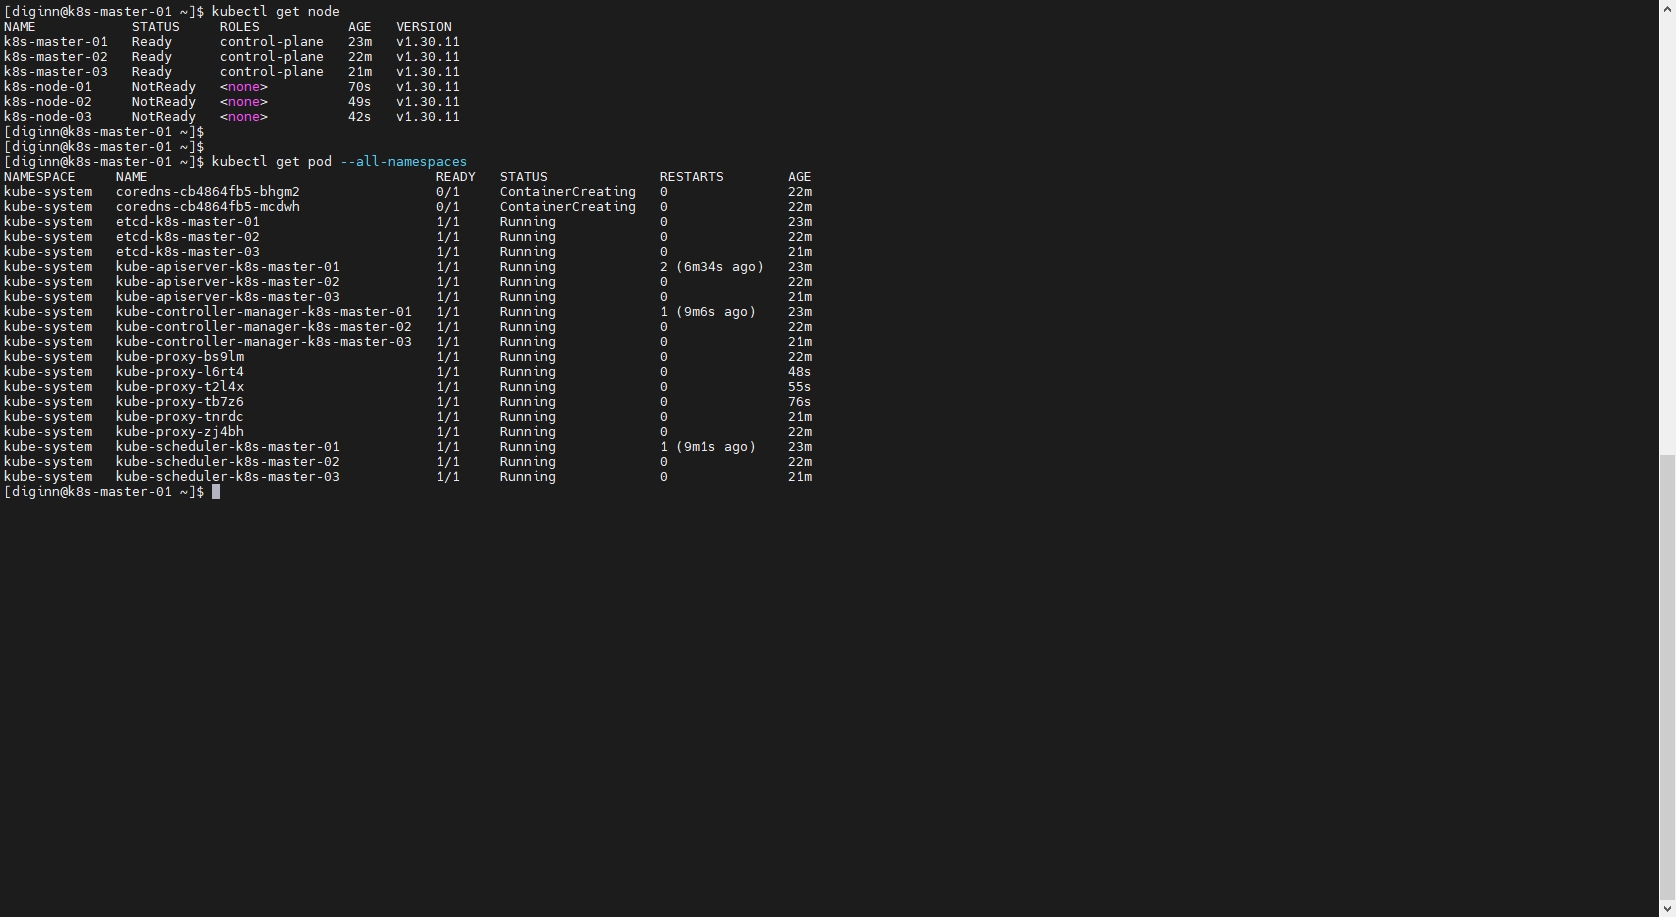 [diginn@k8s-master-01 ~]$ kubectl get node
NAME            STATUS     ROLES           AGE   VERSION
k8s-master-01   Ready      control-plane   23m   v1.30.11
k8s-master-02   Ready      control-plane   22m   v1.30.11
k8s-master-03   Ready      control-plane   21m   v1.30.11
k8s-node-01     NotReady   <none>          70s   v1.30.11
k8s-node-02     NotReady   <none>          49s   v1.30.11
k8s-node-03     NotReady   <none>          42s   v1.30.11
[diginn@k8s-master-01 ~]$
[diginn@k8s-master-01 ~]$
[diginn@k8s-master-01 ~]$ kubectl get pod --all-namespaces
NAMESPACE     NAME                                    READY   STATUS              RESTARTS        AGE
kube-system   coredns-cb4864fb5-bhgm2                 0/1     ContainerCreating   0               22m
kube-system   coredns-cb4864fb5-mcdwh                 0/1     ContainerCreating   0               22m
kube-system   etcd-k8s-master-01                      1/1     Running             0               23m
kube-system   etcd-k8s-master-02                      1/1     Running             0               22m
kube-system   etcd-k8s-master-03                      1/1     Running             0               21m
kube-system   kube-apiserver-k8s-master-01            1/1     Running             2 (6m34s ago)   23m
kube-system   kube-apiserver-k8s-master-02            1/1     Running             0               22m
kube-system   kube-apiserver-k8s-master-03            1/1     Running             0               21m
kube-system   kube-controller-manager-k8s-master-01   1/1     Running             1 (9m6s ago)    23m
kube-system   kube-controller-manager-k8s-master-02   1/1     Running             0               22m
kube-system   kube-controller-manager-k8s-master-03   1/1     Running             0               21m
kube-system   kube-proxy-bs9lm                        1/1     Running             0               22m
kube-system   kube-proxy-l6rt4                        1/1     Running             0               48s
kube-system   kube-proxy-t2l4x                        1/1     Running             0               55s
kube-system   kube-proxy-tb7z6                        1/1     Running             0               76s
kube-system   kube-proxy-tnrdc                        1/1     Running             0               21m
kube-system   kube-proxy-zj4bh                        1/1     Running             0               22m
kube-system   kube-scheduler-k8s-master-01            1/1     Running             1 (9m1s ago)    23m
kube-system   kube-scheduler-k8s-master-02            1/1     Running             0               22m
kube-system   kube-scheduler-k8s-master-03            1/1     Running             0               21m
[diginn@k8s-master-01 ~]$